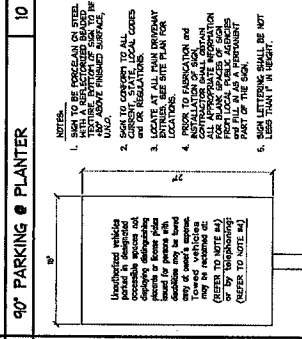 90° PARKING @ PLANTER
10
18"
27"
Unauthorized vehicles
parked in designated
accessible spaces not
displaying distinguishing
placards or license plates
issued for persons with
disabilities may be towed
away at owner's expense.
Towed vehicles
may be reclaimed at:
(REFER TO NOTE #4)
or by telephoning:
(REFER TO NOTE #4)
NOTES:
1. SIGN TO BE PORCELAIN ON STEEL
WITH A REFLECTORIZED BEADED
TEXTURE. BOTTOM OF SIGN TO BE
ABOVE FINISHED SURFACE,
U.N.O.
2. SIGN TO CONFORM TO ALL
CURRENT, STATE, LOCAL CODES
and OR REGULATIONS.
3. LOCATE AT ALL MAIN DRIVEWAY
ENTRIES. SEE SITE PLAN FOR
LOCATIONS.
4. PRIOR TO FABRICATION and
INSTALLATION OF SIGN
CONTRACTOR SHALL OBTAIN
ALL APPROPRIATE INFORMATION
FOR BLANK SPACES OF SIGN
FROM LOCAL PUBLIC AGENCIES
and FILL IN AS A PERMANENT
PART OF THE SIGN.
5. SIGN LETTERING SHALL BE NOT
LESS THAN 1" IN HEIGHT.